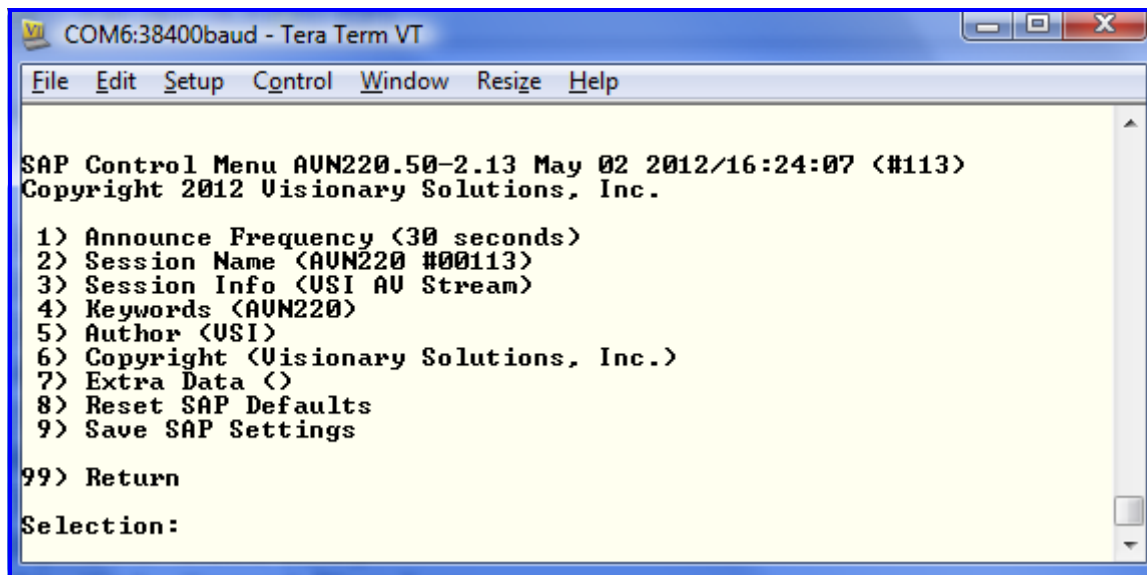 COM6:38400baud - Tera Term VT
File Edit Setup Control Window Resize Help
SAP Control Menu AVN220.50-2.13 May 02 2012/16:24:07 (#113)
Copyright 2012 Visionary Solutions, Inc.
1) Announce Frequency (30 seconds)
2) Session Name (AVN220 #00113)
3) Session Info (VSI AV Stream)
4) Keywords (AVN220)
5) Author (VSI)
6) Copyright (Visionary Solutions, Inc.)
7) Extra Data ()
8) Reset SAP Defaults
9) Save SAP Settings
99) Return
Selection: